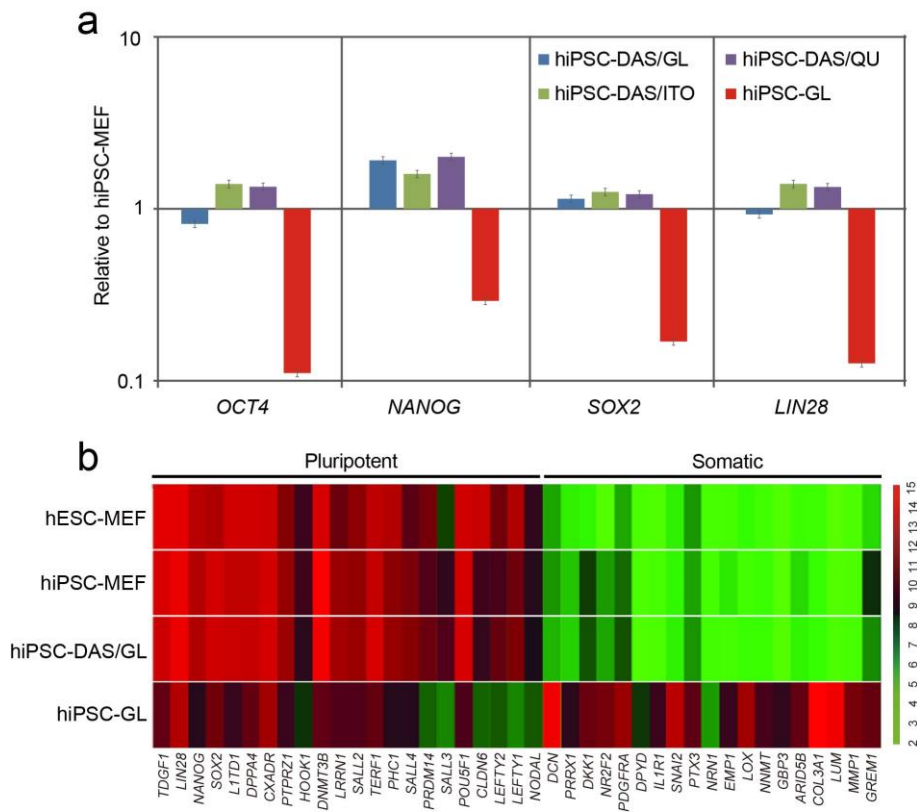 a
10
1
0.1
Relative to hiPSC-MEF
hiPSC-DAS/GL
hiPSC-DAS/QU
hiPSC-DAS/ITO
hiPSC-GL
OCT4
NANOG
SOX2
LIN28
b
Pluripotent
Somatic
hESC-MEF
hiPSC-MEF
hiPSC-DAS/GL
hiPSC-GL
15
14
13
12
11
10
9
8
7
6
5
4
3
2
TDGF1
LIN28
NANOG
SOX2
L1TD1
DPPA4
CXADR
PTPRZ1
HOOK1
DNMT3B
LRRN1
SALL2
TERF1
PHC1
SALL4
PRDM14
SALL3
POU5F1
CLDN6
LEFTY2
LEFTY1
NODAL
DCN
PRRX1
DKK1
NR2F2
PDGFRA
DPYD
IL1R1
SNAI2
PTX3
NRN1
EMP1
LOX
NNMT
GBP3
ARID5B
COL3A1
LUM
MMP1
GREM1